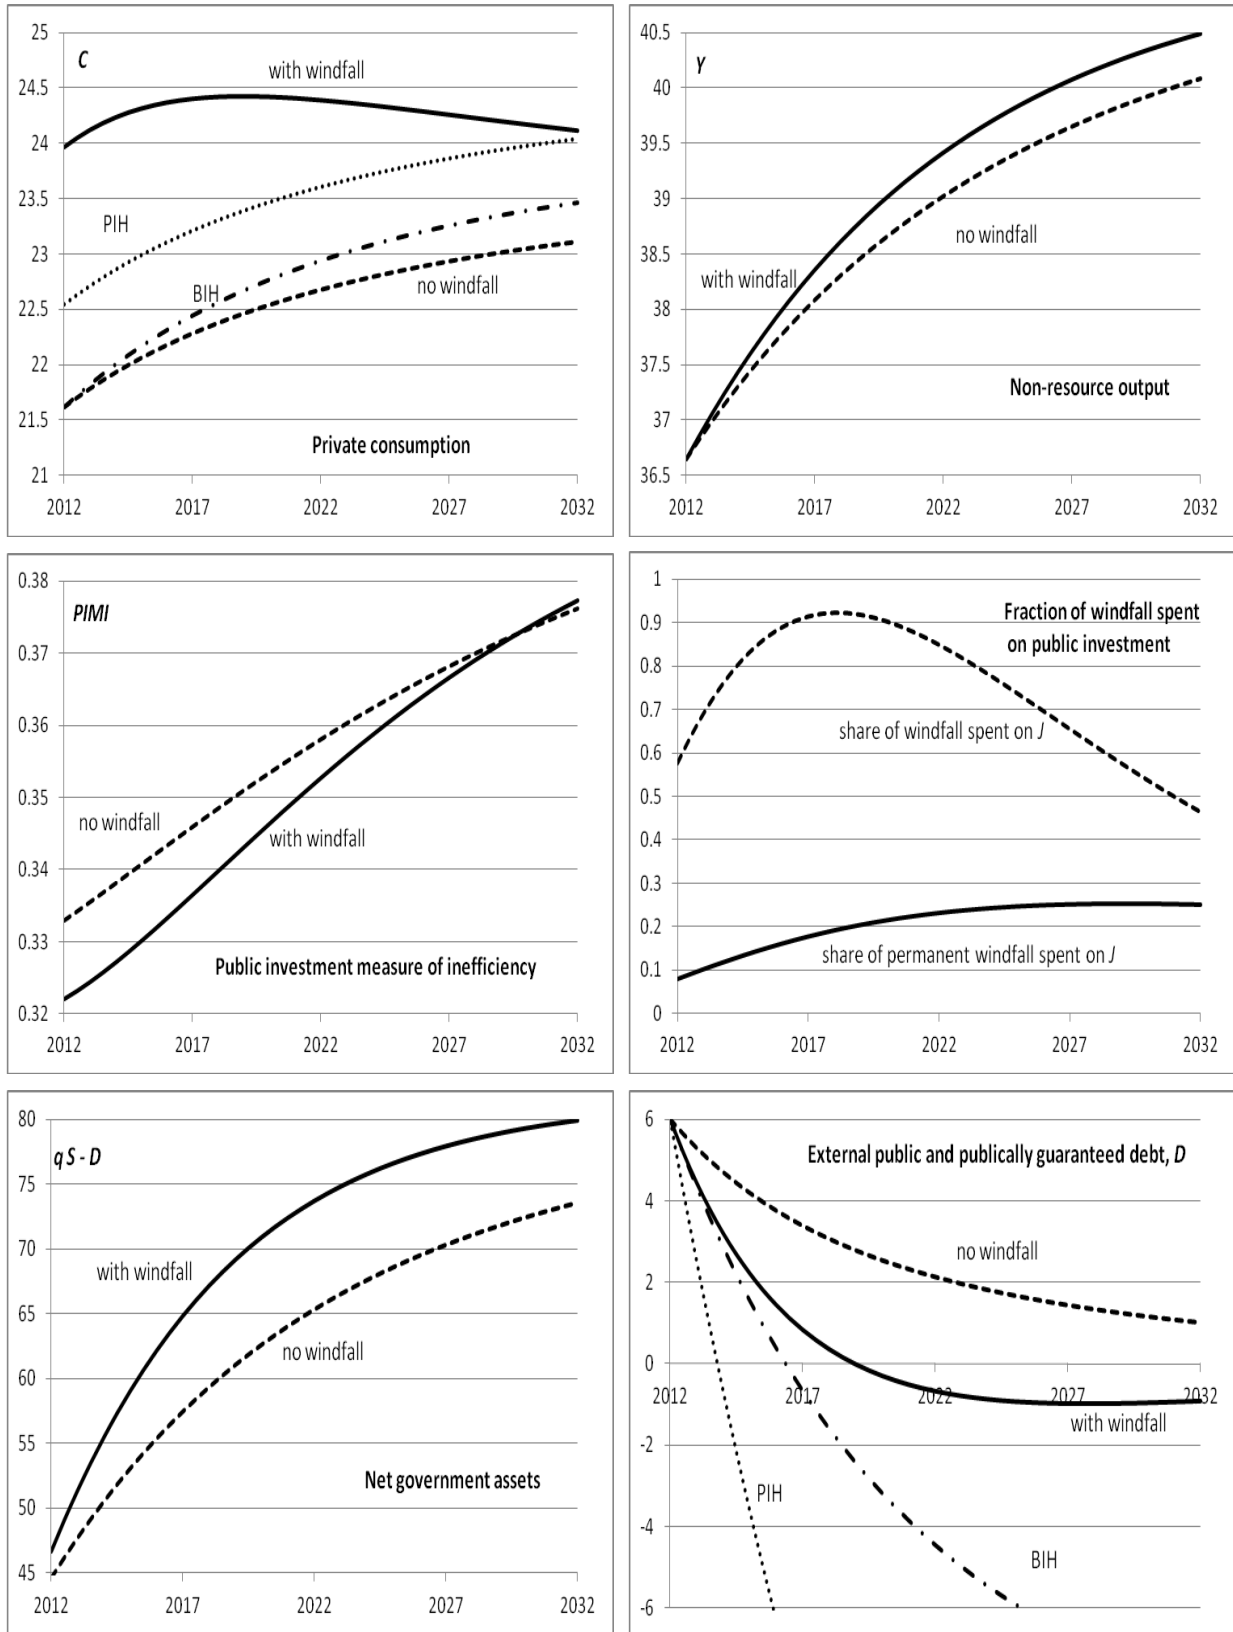 C
25
24.5
24
23.5
23
22.5
22
21.5
21
with windfall
PIH
BIH
no windfall
Private consumption
2012 2017 2022 2027 2032
Y
40.5
40
39.5
39
38.5
38
37.5
37
36.5
no windfall
with windfall
Non-resource output
2012 2017 2022 2027 2032
PIMI
0.38
0.37
0.36
0.35
0.34
0.33
0.32
no windfall
with windfall
Public investment measure of inefficiency
2012 2017 2022 2027 2032
1
0.9
0.8
0.7
0.6
0.5
0.4
0.3
0.2
0.1
0
Fraction of windfall spent
on public investment
share of windfall spent on J
share of permanent windfall spent on J
2012 2017 2022 2027 2032
q S - D
80
75
70
65
60
55
50
45
with windfall
no windfall
Net government assets
2012 2017 2022 2027 2032
6
4
2
0
-2
-4
-6
External public and publically guaranteed debt, D
no windfall
2012 2017 2022 2027 2032
with windfall
PIH
BIH